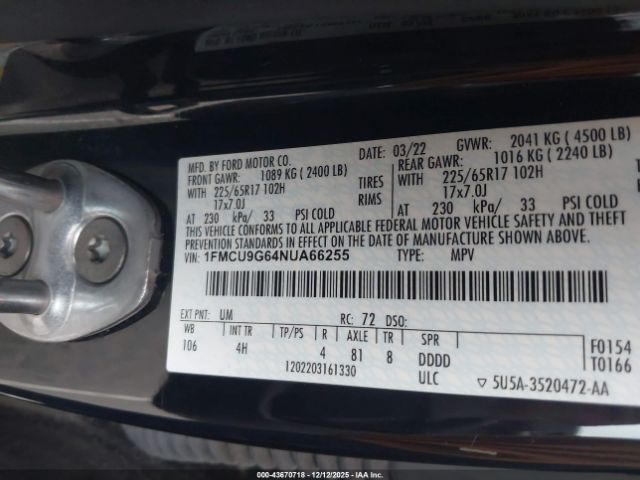 MFD. BY FORD MOTOR CO. DATE: 03/22 GVWR: 2041 KG ( 4500 LB)
FRONT GAWR: 1089 KG ( 2400 LB) REAR GAWR: 1016 KG ( 2240 LB)
WITH 225/65R17 102H TIRES WITH 225/65R17 102H
17x7.0J RIMS 17x7.0J
AT 230 kPa/ 33 PSI COLD AT 230 kPa/ 33 PSI COLD
THIS VEHICLE CONFORMS TO ALL APPLICABLE FEDERAL MOTOR VEHICLE SAFETY AND THEFT
PREVENTION STANDARDS IN EFFECT ON THE DATE OF MANUFACTURE SHOWN ABOVE.
VIN: 1FMCU9G64NUA66255 TYPE: MPV
EXT PNT: UM RC: 72 DSO:
WB INT TR TP/PS R AXLE TR SPR F0154
106 4H 4 81 8 DDDD T0166
1202203161330 ULC ▽ 5U5A-3520472-AA
© 2000-43670718 | 12/12/2025 - IAAI